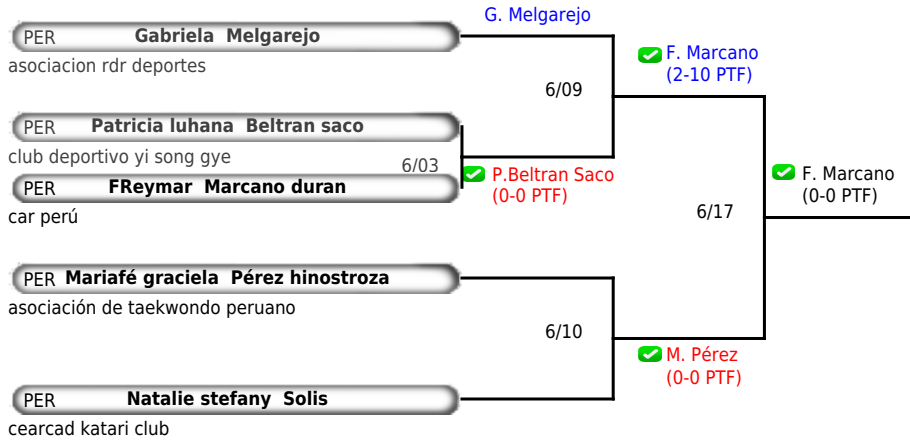 G. Melgarejo
PER Gabriela Melgarejo
asociacion rdr deportes
F. Marcano
(2-10 PTF)
6/09
PER Patricia luhana Beltran saco
club deportivo yi song gye
6/03
P.Beltran Saco
(0-0 PTF)
F. Marcano
(0-0 PTF)
PER FReymar Marcano duran
car perú
6/17
PER Mariafé graciela Pérez hinostroza
asociación de taekwondo peruano
6/10
M. Pérez
(0-0 PTF)
PER Natalie stefany Solis
cearcad katari club